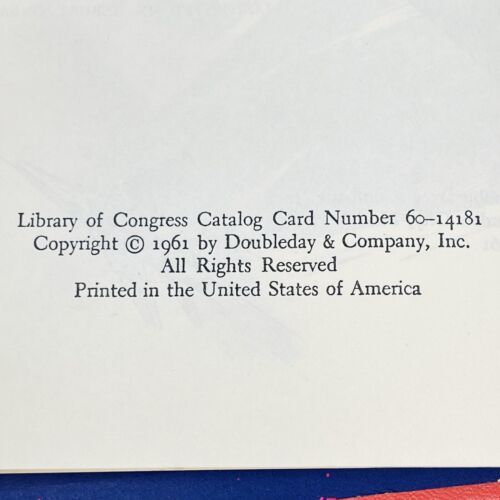 Library of Congress Catalog Card Number 60–14181
Copyright © 1961 by Doubleday & Company, Inc.
All Rights Reserved
Printed in the United States of America